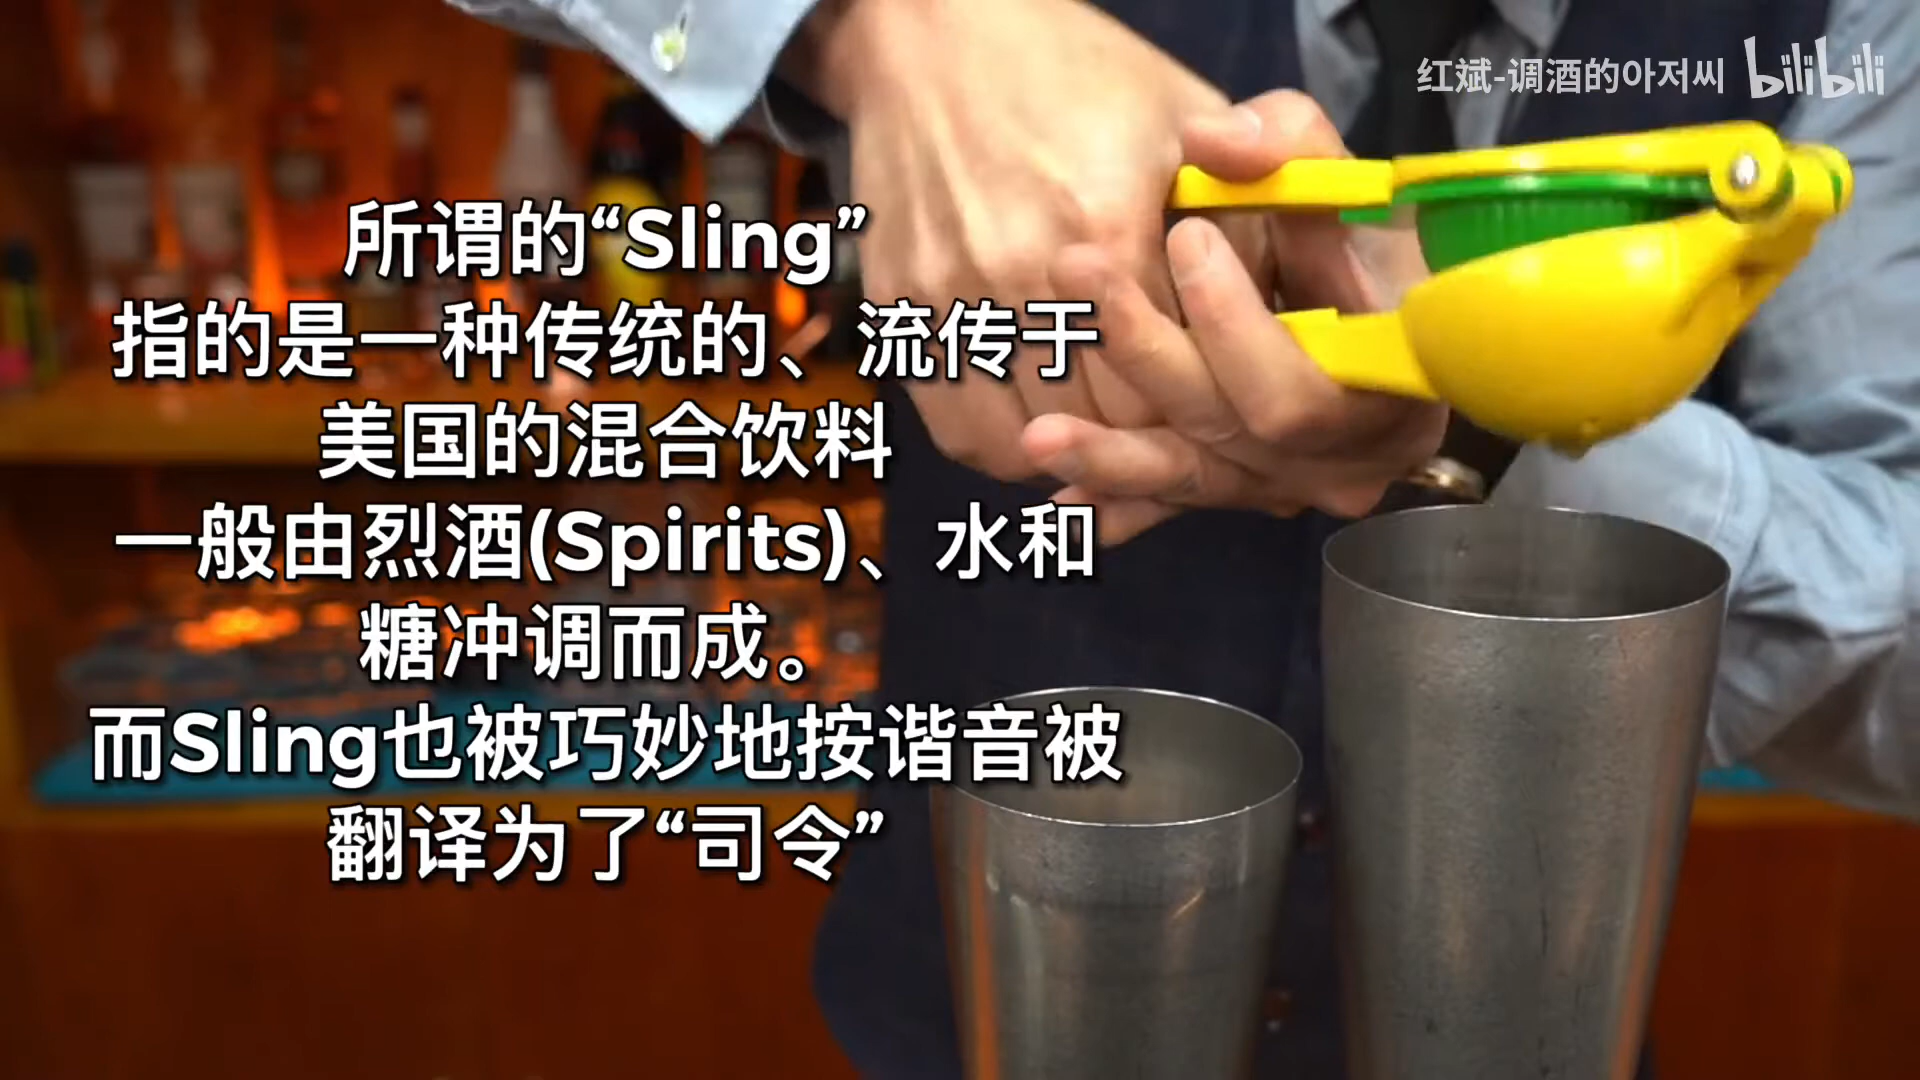 红斌-调酒的아저씨 bilibili
所谓的“Sling”
指的是一种传统的、流传于
美国的混合饮料
一般由烈酒(Spirits)、水和
糖冲调而成。
而Sling也被巧妙地按谐音被
翻译为了“司令”